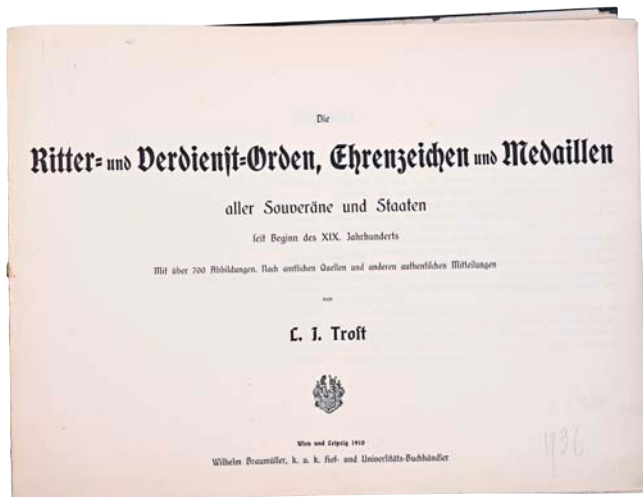 Die
Ritter- und Verdienst-Orden, Ehrenzeichen und Medaillen
aller Souveräne und Staaten
seit Beginn des XIX. Jahrhunderts
Mit über 700 Abbildungen. Nach amtlichen Quellen und anderen authentischen Mitteilungen
von
L. J. Trost
Wien und Leipzig 1910
Wilhelm Braumüller, k. u. k. Hof- und Universitäts-Buchhändler
1936